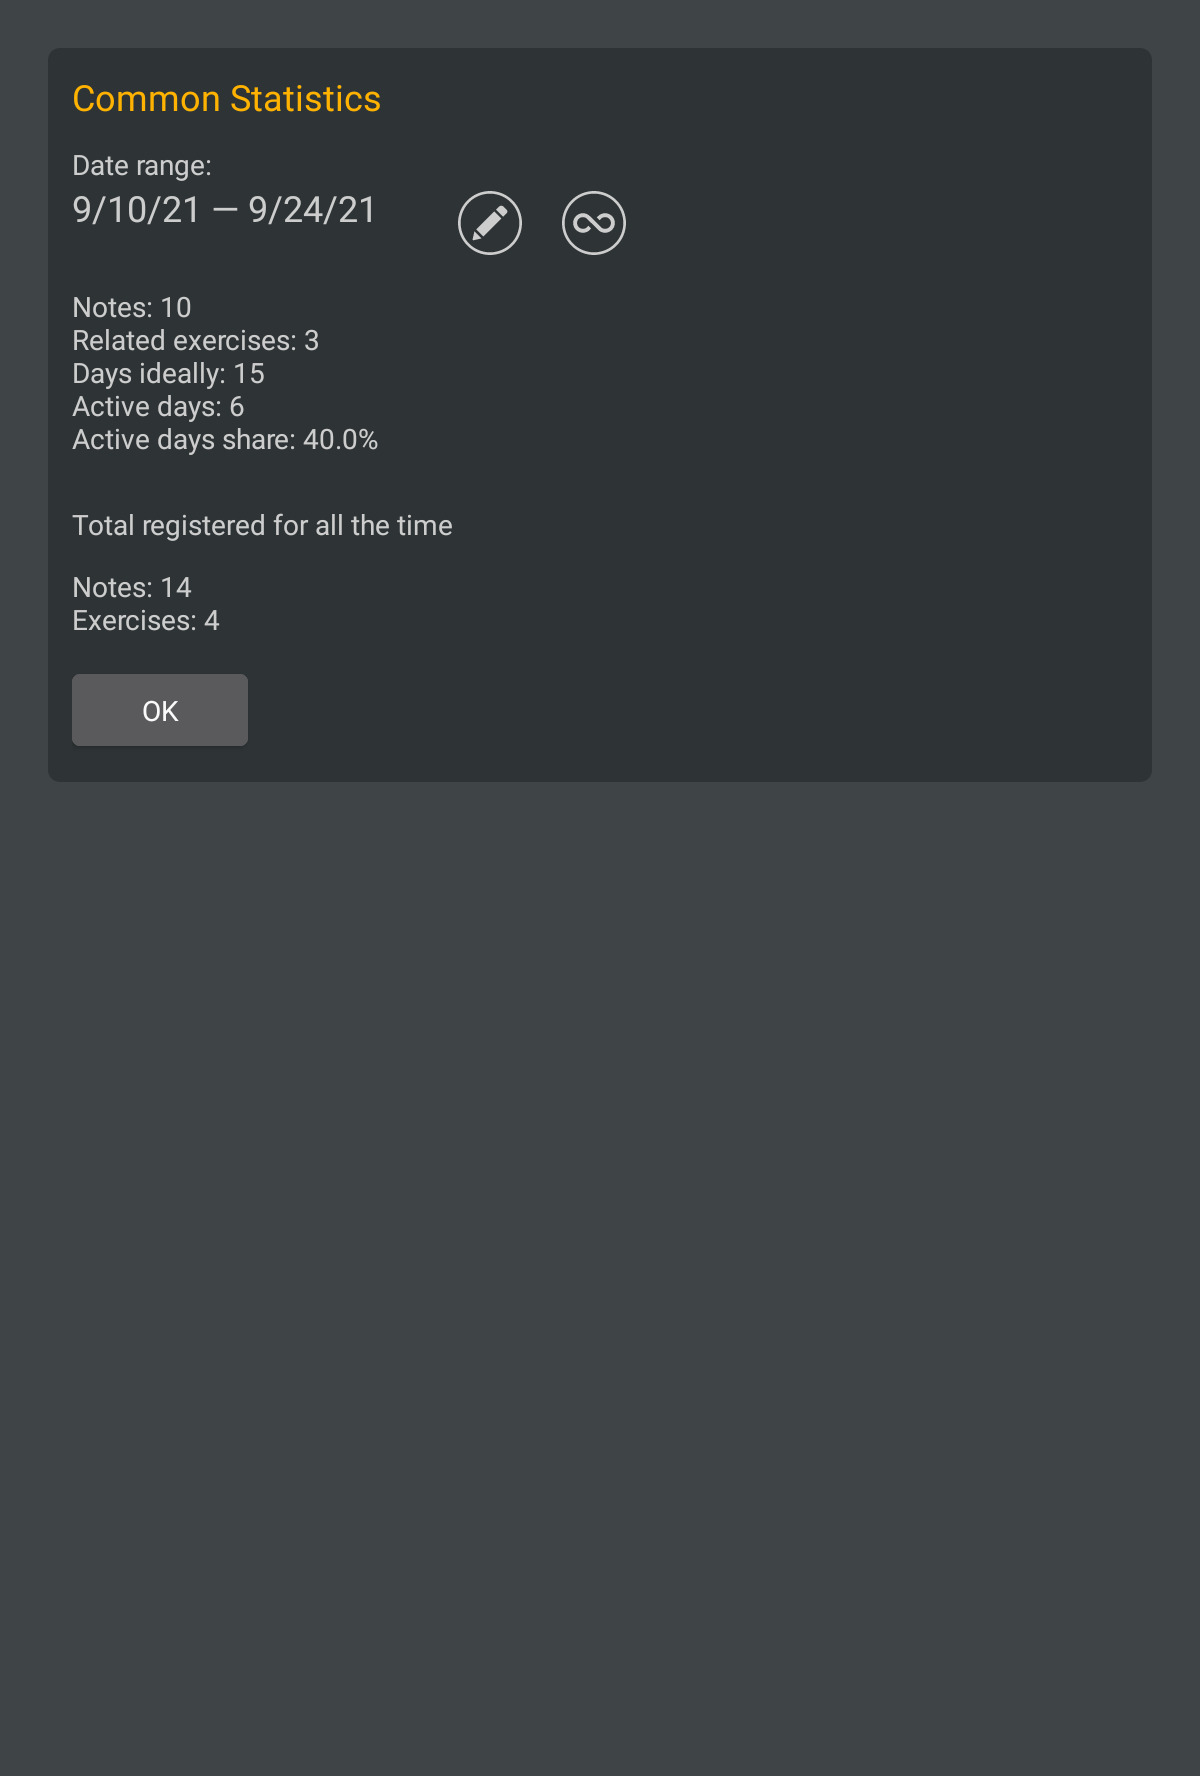 Common Statistics
Date range:
9/10/21 — 9/24/21
Notes: 10
Related exercises: 3
Days ideally: 15
Active days: 6
Active days share: 40.0%
Total registered for all the time
Notes: 14
Exercises: 4
OK